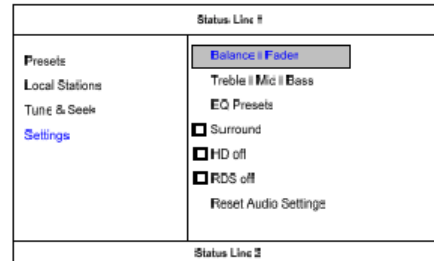 Status Line 1
Presets
Local Stations
Tune & Seek
Settings
Balance | Fader
Treble | Mid | Bass
EQ Presets
Surround
HD off
RDS off
Reset Audio Settings
Status Line 2